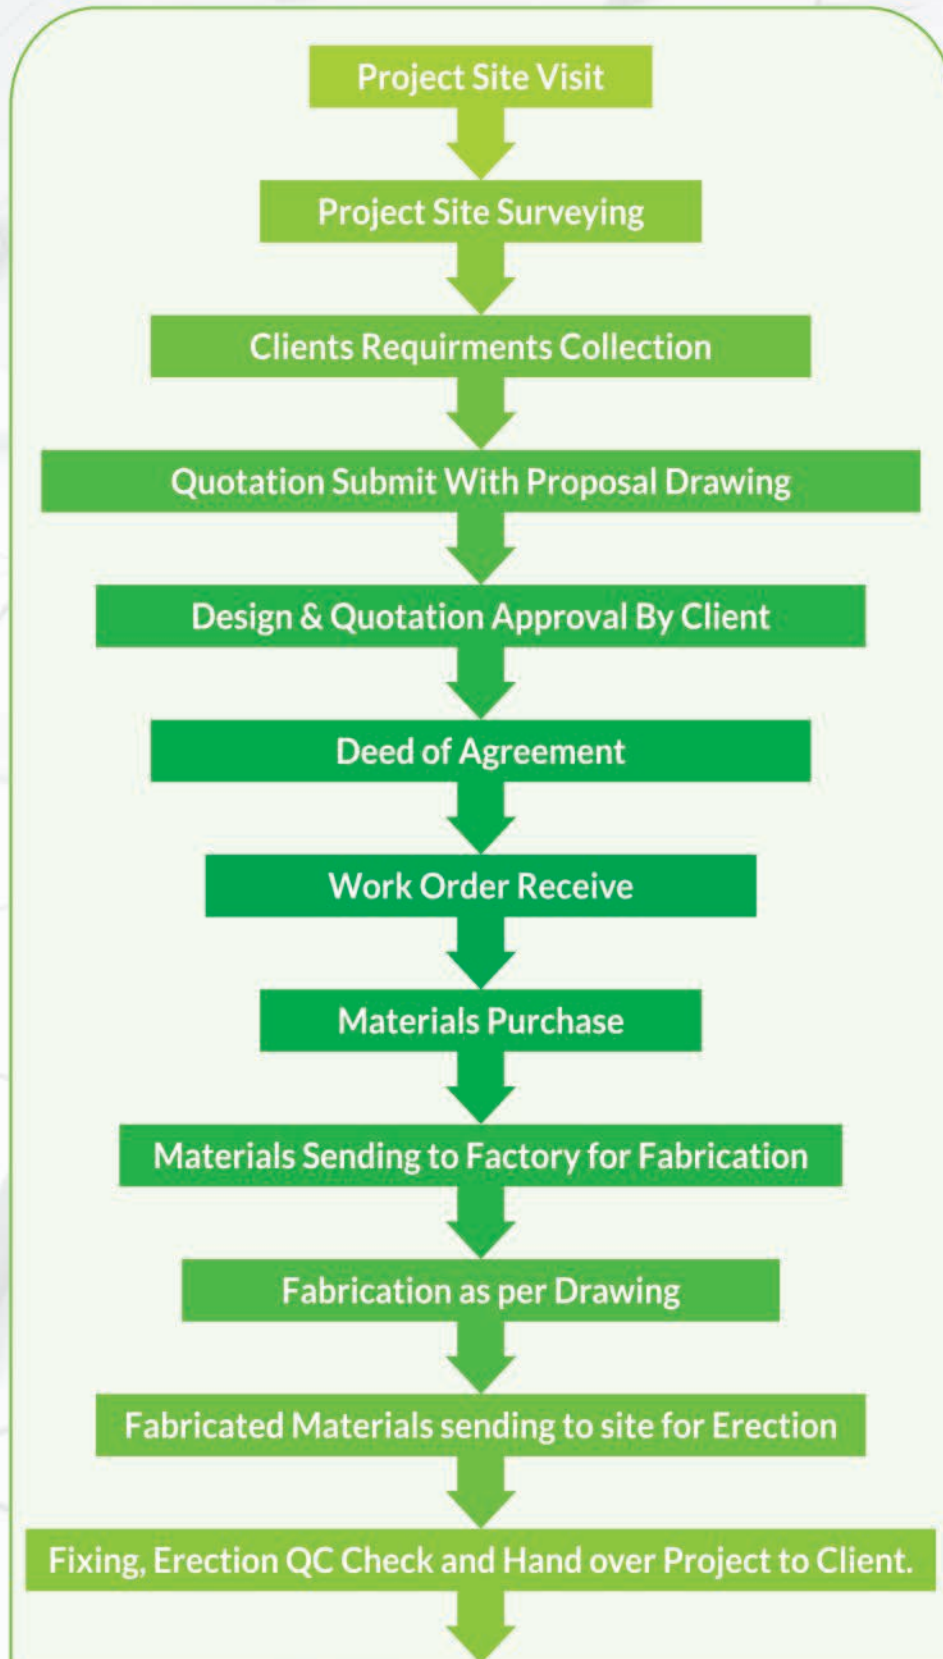 Project Site Visit
Project Site Surveying
Clients Requirments Collection
Quotation Submit With Proposal Drawing
Design & Quotation Approval By Client
Deed of Agreement
Work Order Receive
Materials Purchase
Materials Sending to Factory for Fabrication
Fabrication as per Drawing
Fabricated Materials sending to site for Erection
Fixing, Erection QC Check and Hand over Project to Client.